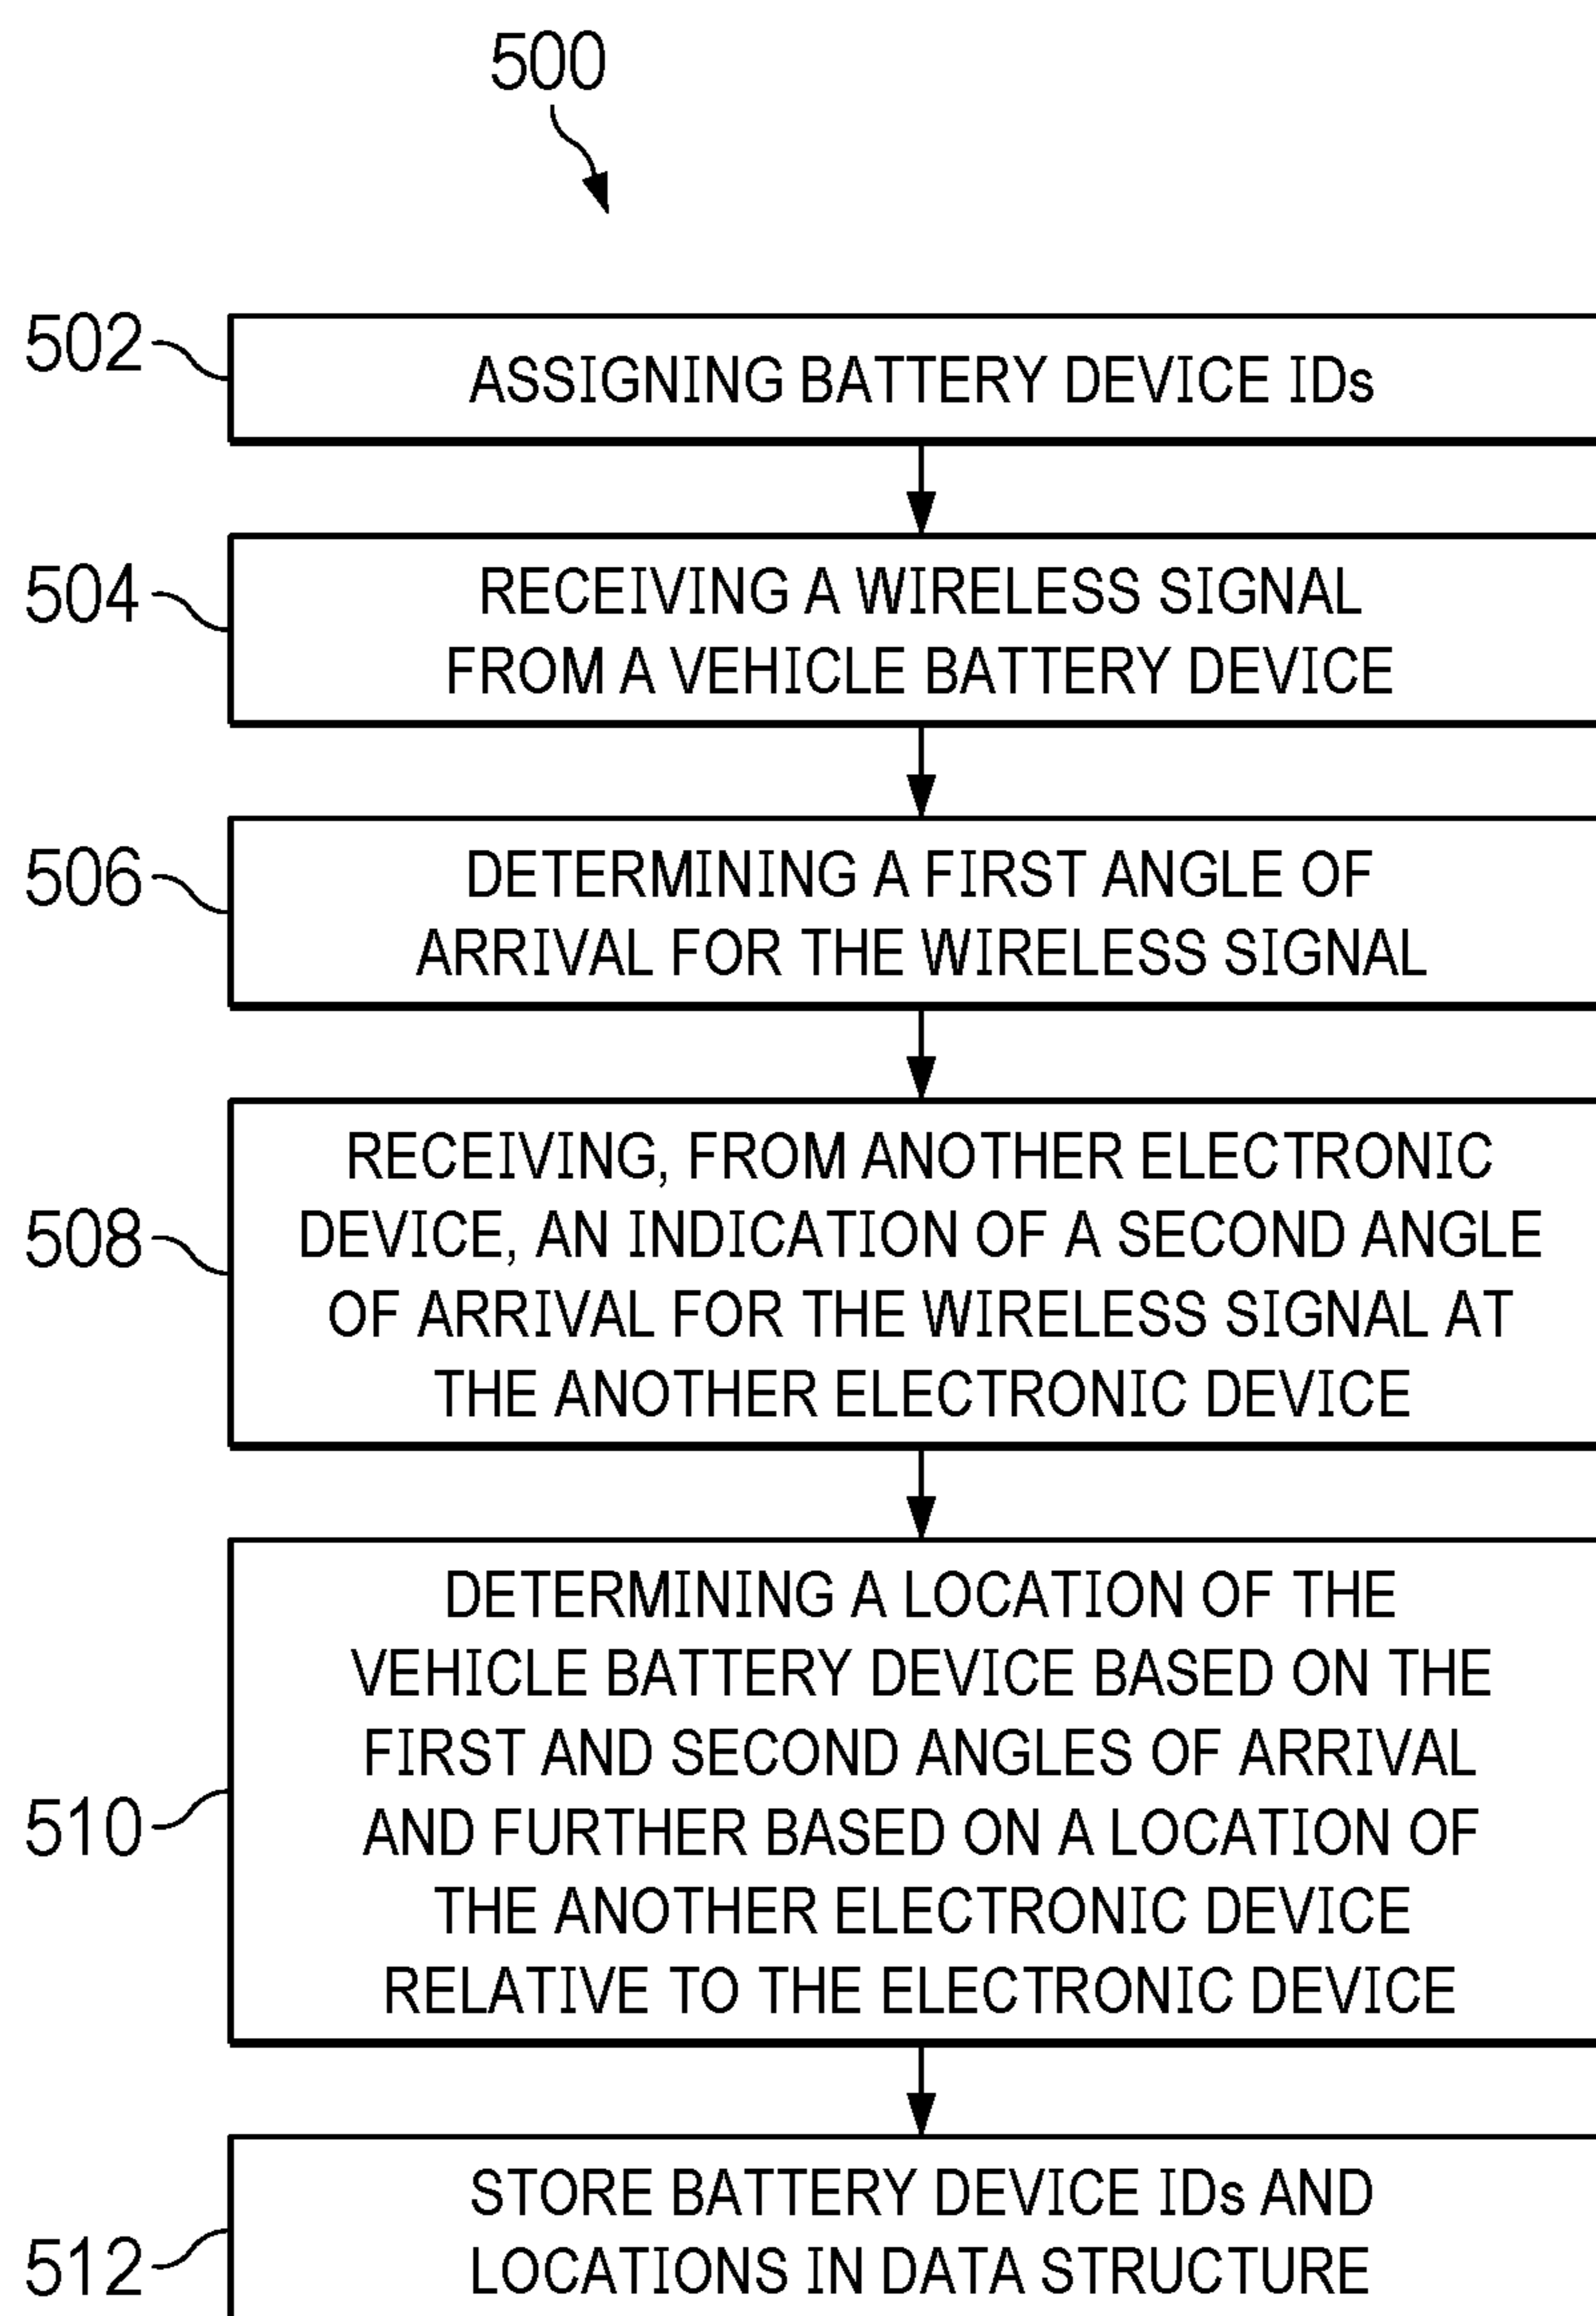 500
502
ASSIGNING BATTERY DEVICE IDs
504
RECEIVING A WIRELESS SIGNAL
FROM A VEHICLE BATTERY DEVICE
506
DETERMINING A FIRST ANGLE OF
ARRIVAL FOR THE WIRELESS SIGNAL
508
RECEIVING, FROM ANOTHER ELECTRONIC
DEVICE, AN INDICATION OF A SECOND ANGLE
OF ARRIVAL FOR THE WIRELESS SIGNAL AT
THE ANOTHER ELECTRONIC DEVICE
510
DETERMINING A LOCATION OF THE
VEHICLE BATTERY DEVICE BASED ON THE
FIRST AND SECOND ANGLES OF ARRIVAL
AND FURTHER BASED ON A LOCATION OF
THE ANOTHER ELECTRONIC DEVICE
RELATIVE TO THE ELECTRONIC DEVICE
512
STORE BATTERY DEVICE IDs AND
LOCATIONS IN DATA STRUCTURE